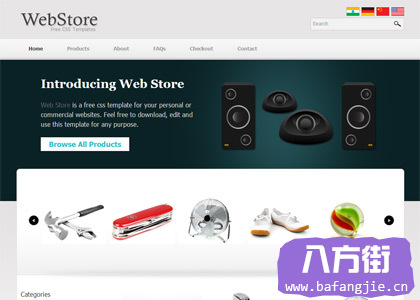 WebStore
Free CSS Templates
Search
Home Products About FAQs Checkout Contact
Introducing Web Store
Web Store is a free css template for your personal or
commercial websites. Feel free to download, edit and
use this template for any purpose.
Browse All Products
八方街
www.bafangjie.cn
Categories